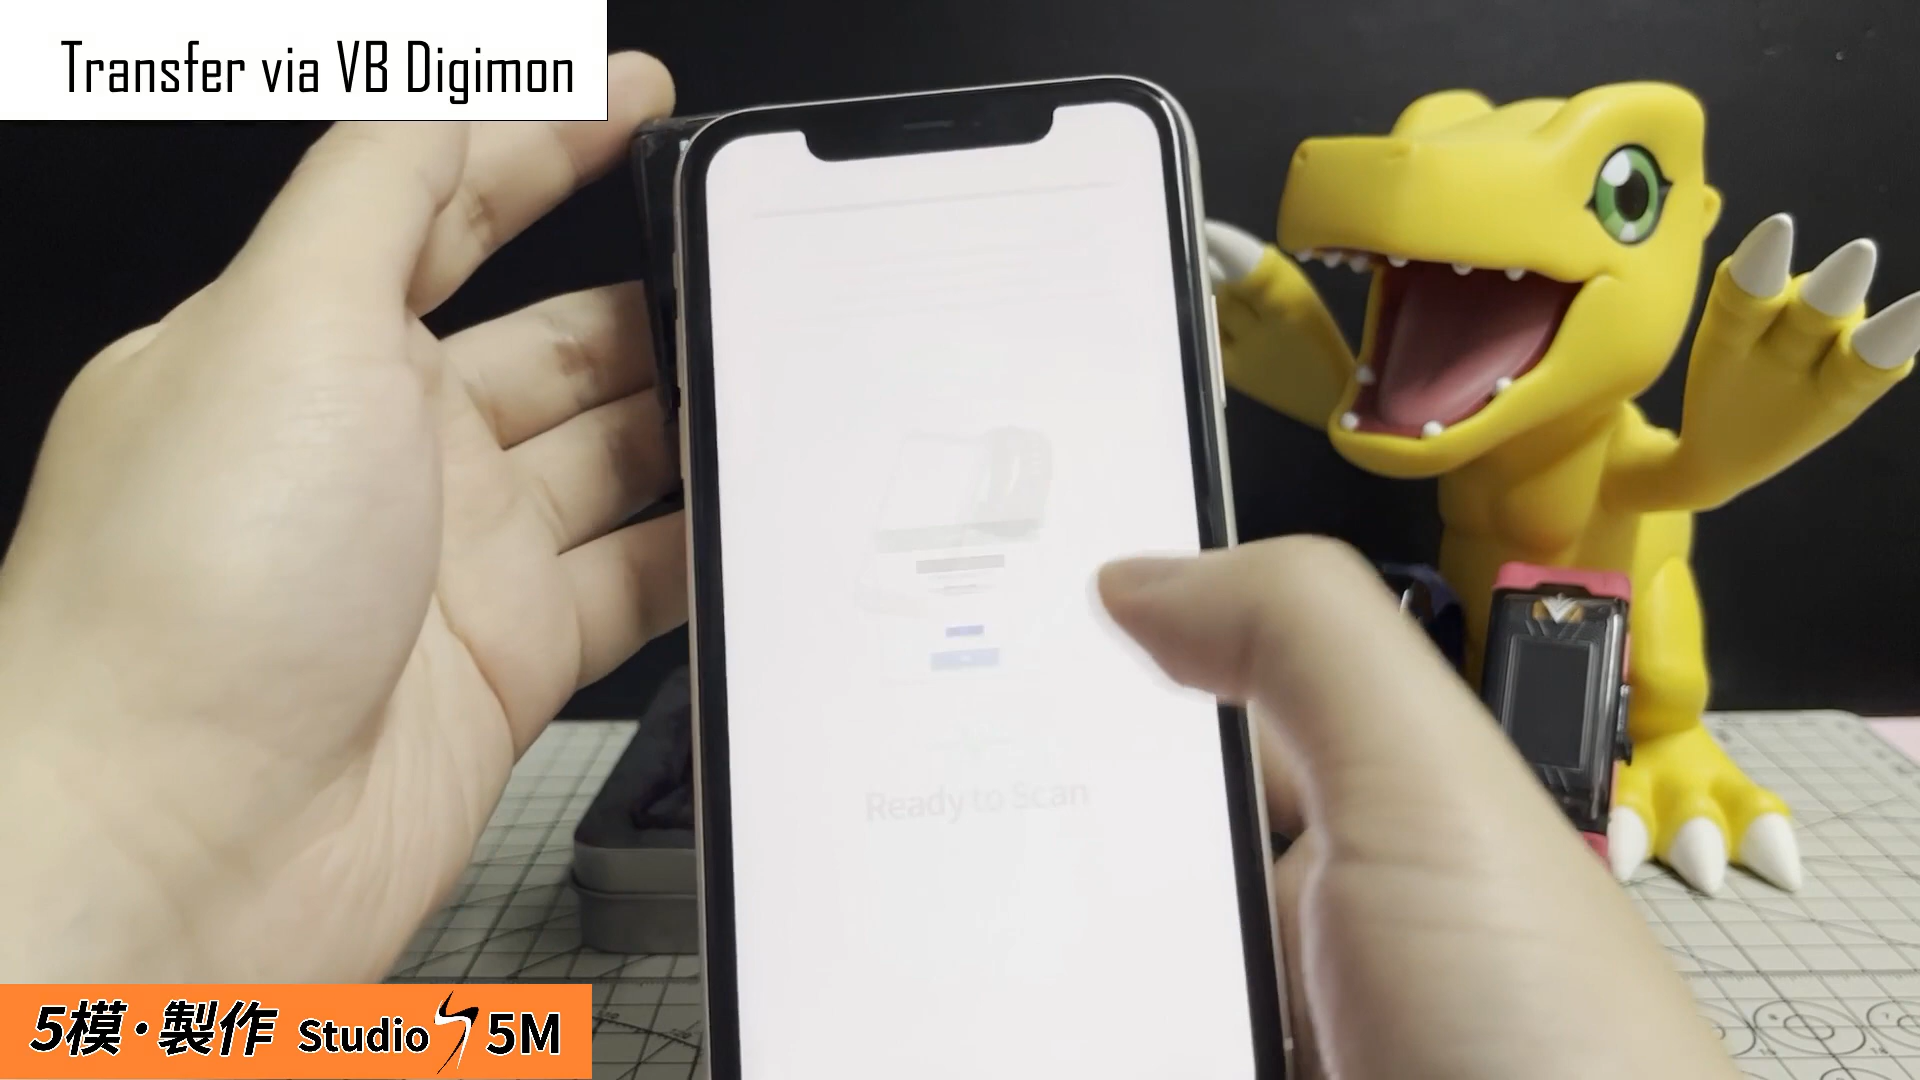 Transfer via VB Digimon
Ready to Scan
5模·製作 Studio 5M